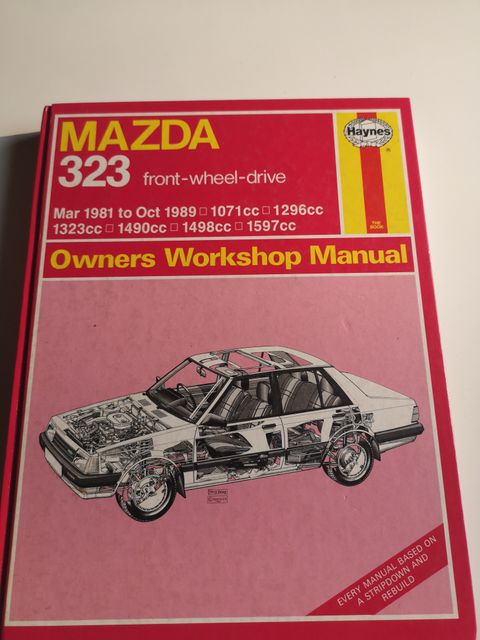 MAZDA
Haynes
323 front-wheel-drive
Mar 1981 to Oct 1989 □ 1071cc □ 1296cc
1323cc □ 1490cc □ 1498cc □ 1597cc
THE BOOK
Owners Workshop Manual
EVERY MANUAL BASED ON
A STRIPDOWN AND
REBUILD